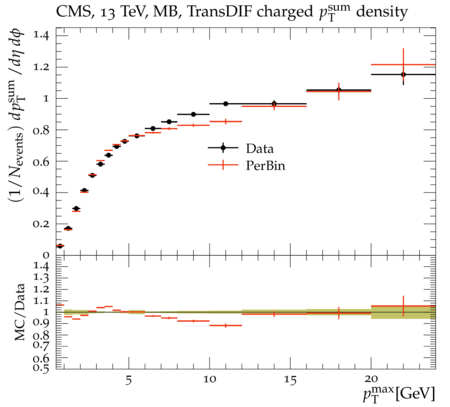 CMS, 13 TeV, MB, TransDIF charged p_T^sum density
(1/N_events) dp_T^sum/dη dϕ
1.4
1.2
1
0.8
0.6
0.4
0.2
0
Data
PerBin
MC/Data
1.4
1.3
1.2
1.1
1
0.9
0.8
0.7
0.6
0.5
5 10 15 20
p_T^max[GeV]